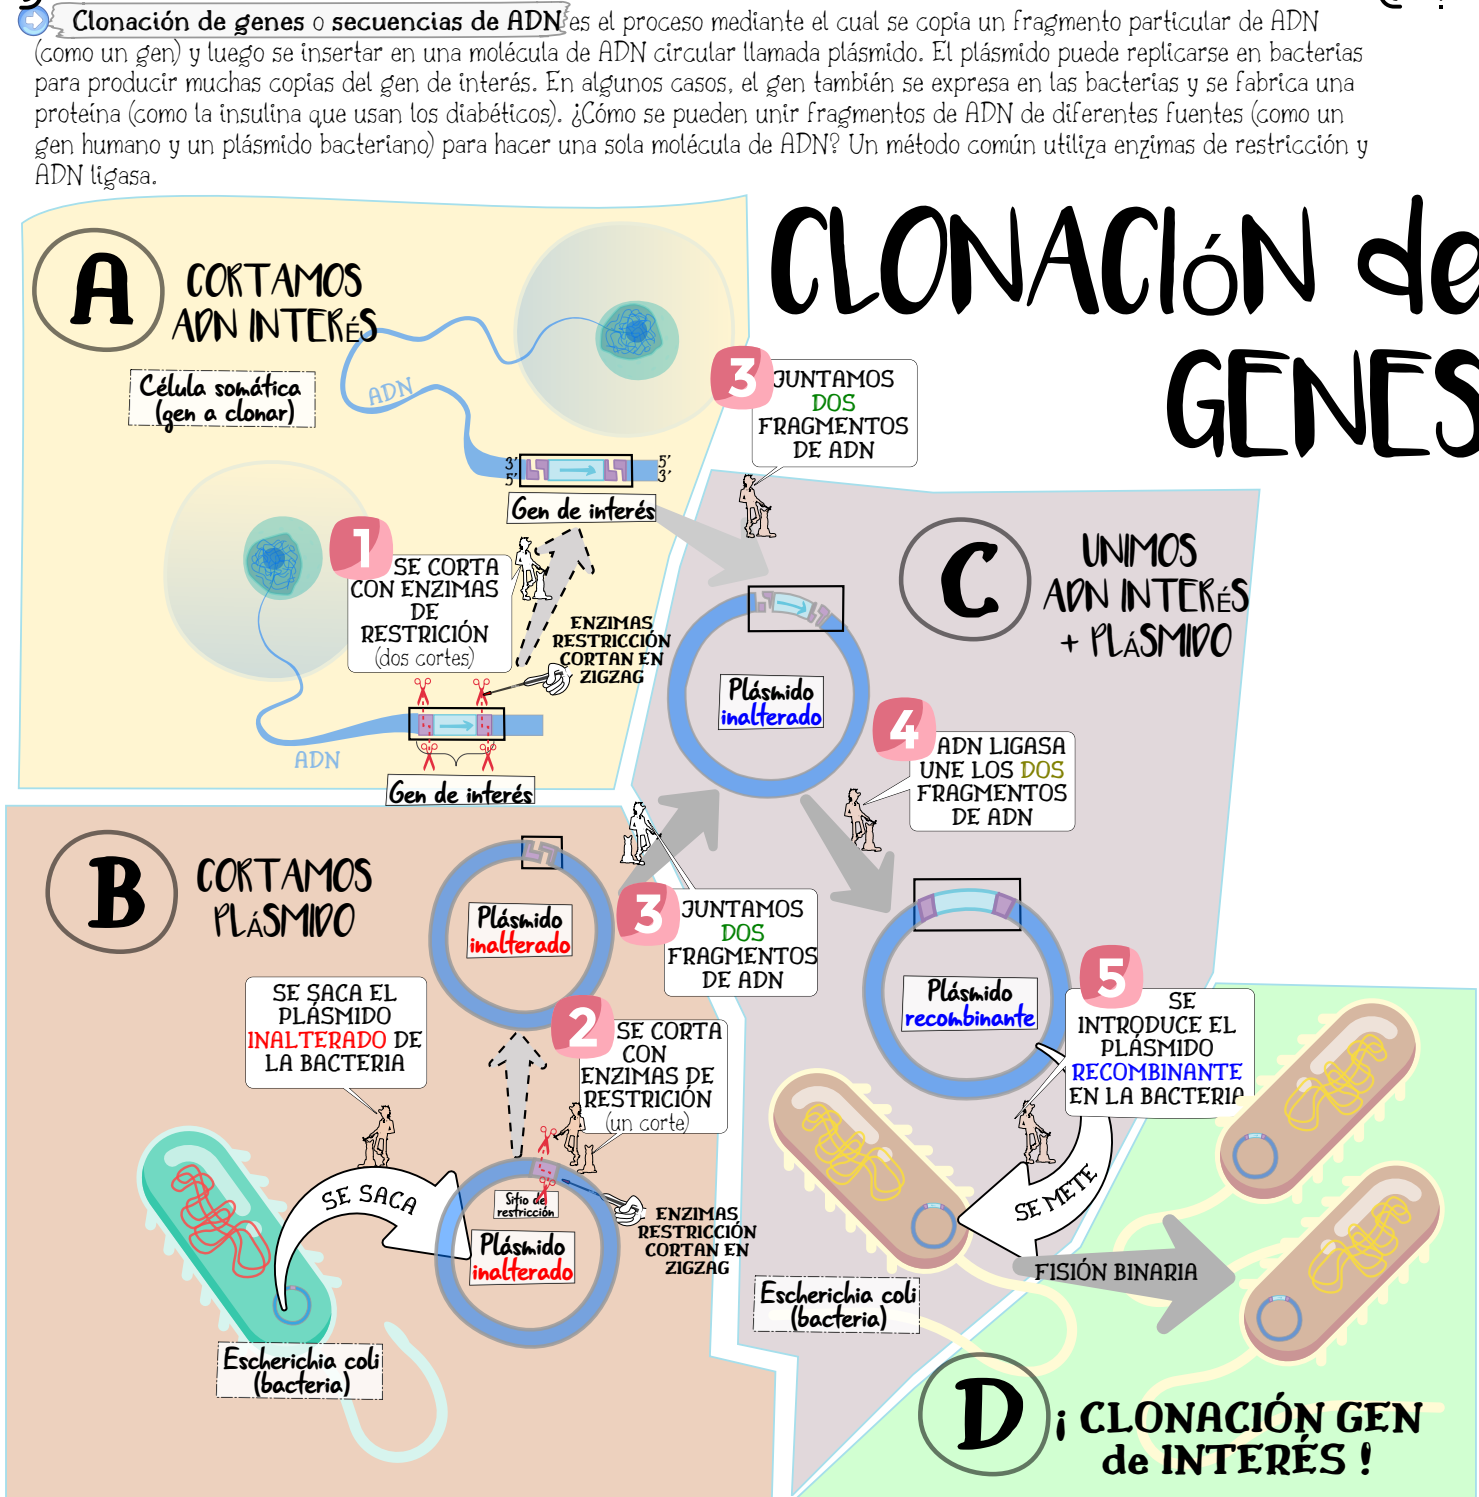 Clonación de genes o secuencias de ADN es el proceso mediante el cual se copia un fragmento particular de ADN
(como un gen) y luego se insertar en una molécula de ADN circular llamada plásmido. El plásmido puede replicarse en bacterias
para producir muchas copias del gen de interés. En algunos casos, el gen también se expresa en las bacterias y se fabrica una
proteína (como la insulina que usan los diabéticos). ¿Cómo se pueden unir fragmentos de ADN de diferentes fuentes (como un
gen humano y un plásmido bacteriano) para hacer una sola molécula de ADN? Un método común utiliza enzimas de restricción y
ADN ligasa.
CLONACIÓN de
GENES
A
CORTAMOS
ADN INTERÉS
Célula somática
(gen a clonar)
ADN
3' 5'
5' 3'
Gen de interés
1
SE CORTA
CON ENZIMAS
DE
RESTRICIÓN
(dos cortes)
ENZIMAS
RESTRICCIÓN
CORTAN EN
ZIGZAG
ADN
Gen de interés
3
JUNTAMOS
DOS
FRAGMENTOS
DE ADN
C
UNIMOS
ADN INTERÉS
+ PLÁSMIDO
Plásmido
inalterado
4
ADN LIGASA
UNE LOS DOS
FRAGMENTOS
DE ADN
B
CORTAMOS
PLÁSMIDO
Plásmido
inalterado
3
JUNTAMOS
DOS
FRAGMENTOS
DE ADN
SE SACA EL
PLÁSMIDO
INALTERADO DE
LA BACTERIA
2
SE CORTA
CON
ENZIMAS DE
RESTRICIÓN
(un corte)
SE SACA
Sitio de
restricción
Plásmido
inalterado
ENZIMAS
RESTRICCIÓN
CORTAN EN
ZIGZAG
Escherichia coli
(bacteria)
Plásmido
recombinante
5
SE
INTRODUCE EL
PLÁSMIDO
RECOMBINANTE
EN LA BACTERIA
SE METE
FISIÓN BINARIA
Escherichia coli
(bacteria)
D
¡ CLONACIÓN GEN
de INTERÉS !